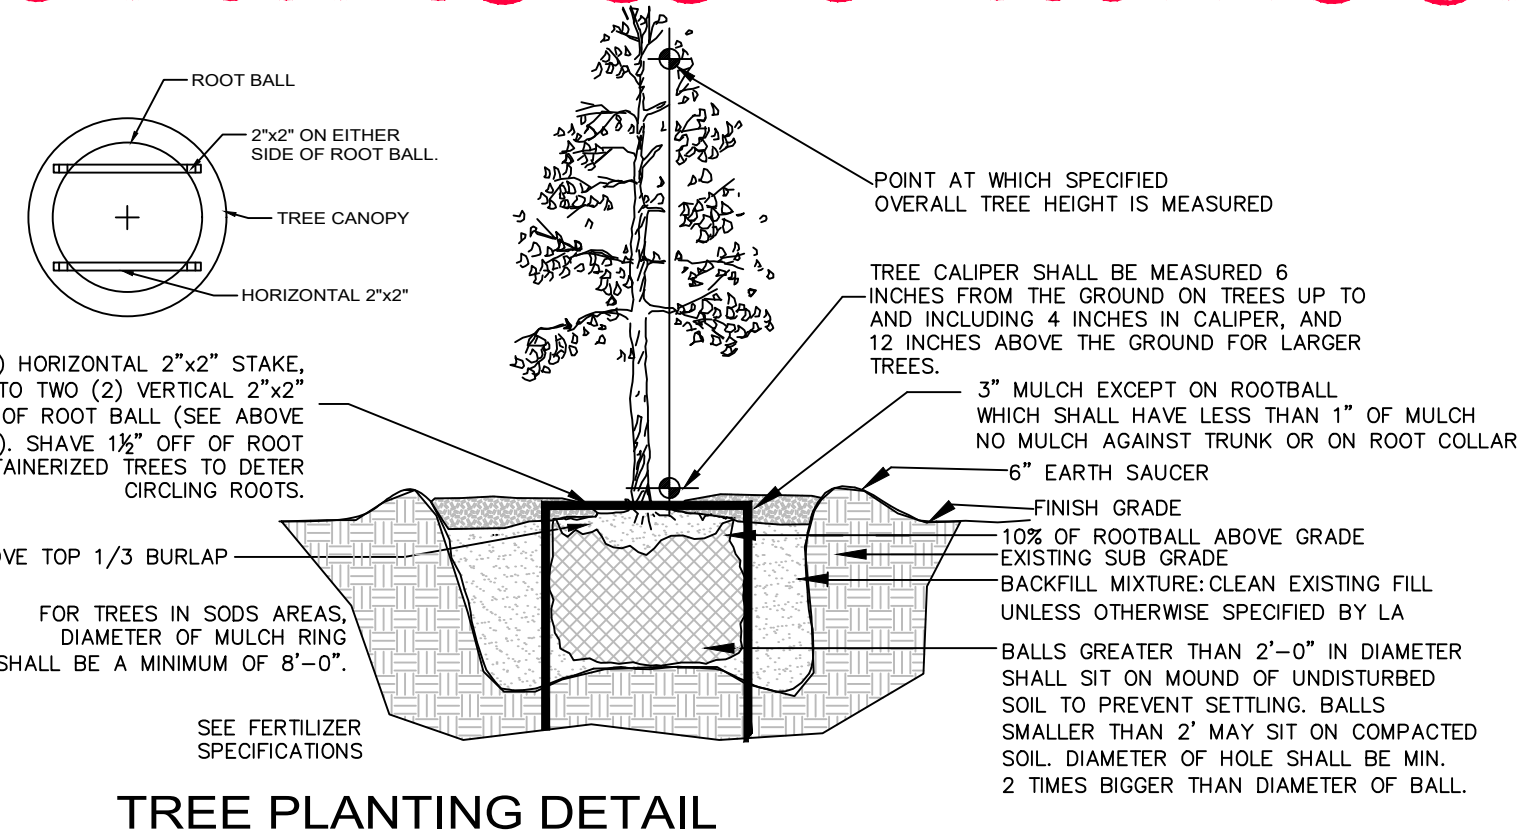 ROOT BALL
2"x2" ON EITHER
SIDE OF ROOT BALL.
TREE CANOPY
HORIZONTAL 2"x2"
) HORIZONTAL 2”x2” STAKE,
TO TWO (2) VERTICAL 2”x2”
OF ROOT BALL (SEE ABOVE
). SHAVE 1½” OFF OF ROOT
TAINERIZED TREES TO DETER
CIRCLING ROOTS.
OVE TOP 1/3 BURLAP
FOR TREES IN SODS AREAS,
DIAMETER OF MULCH RING
SHALL BE A MINIMUM OF 8’-0”.
SEE FERTILIZER
SPECIFICATIONS
POINT AT WHICH SPECIFIED
OVERALL TREE HEIGHT IS MEASURED
TREE CALIPER SHALL BE MEASURED 6
INCHES FROM THE GROUND ON TREES UP TO
AND INCLUDING 4 INCHES IN CALIPER, AND
12 INCHES ABOVE THE GROUND FOR LARGER
TREES.
3” MULCH EXCEPT ON ROOTBALL
WHICH SHALL HAVE LESS THAN 1” OF MULCH
NO MULCH AGAINST TRUNK OR ON ROOT COLLAR
6” EARTH SAUCER
FINISH GRADE
10% OF ROOTBALL ABOVE GRADE
EXISTING SUB GRADE
BACKFILL MIXTURE: CLEAN EXISTING FILL
UNLESS OTHERWISE SPECIFIED BY LA
BALLS GREATER THAN 2’-0” IN DIAMETER
SHALL SIT ON MOUND OF UNDISTURBED
SOIL TO PREVENT SETTLING. BALLS
SMALLER THAN 2’ MAY SIT ON COMPACTED
SOIL. DIAMETER OF HOLE SHALL BE MIN.
2 TIMES BIGGER THAN DIAMETER OF BALL.
TREE PLANTING DETAIL